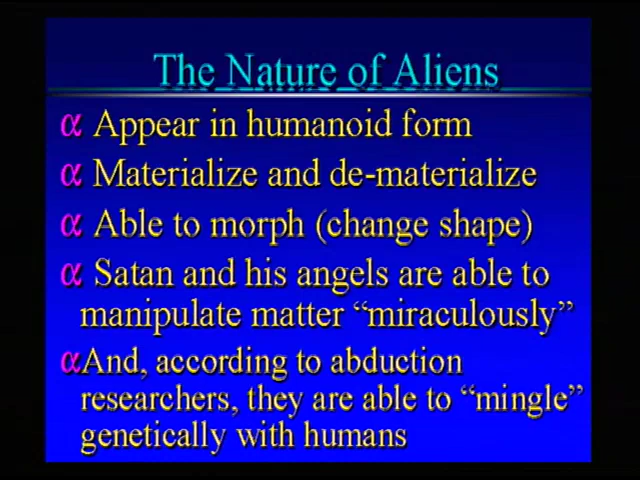 The Nature of Aliens
α Appear in humanoid form
α Materialize and de-materialize
α Able to morph (change shape)
α Satan and his angels are able to
manipulate matter “miraculously”
αAnd, according to abduction
researchers, they are able to “mingle”
genetically with humans